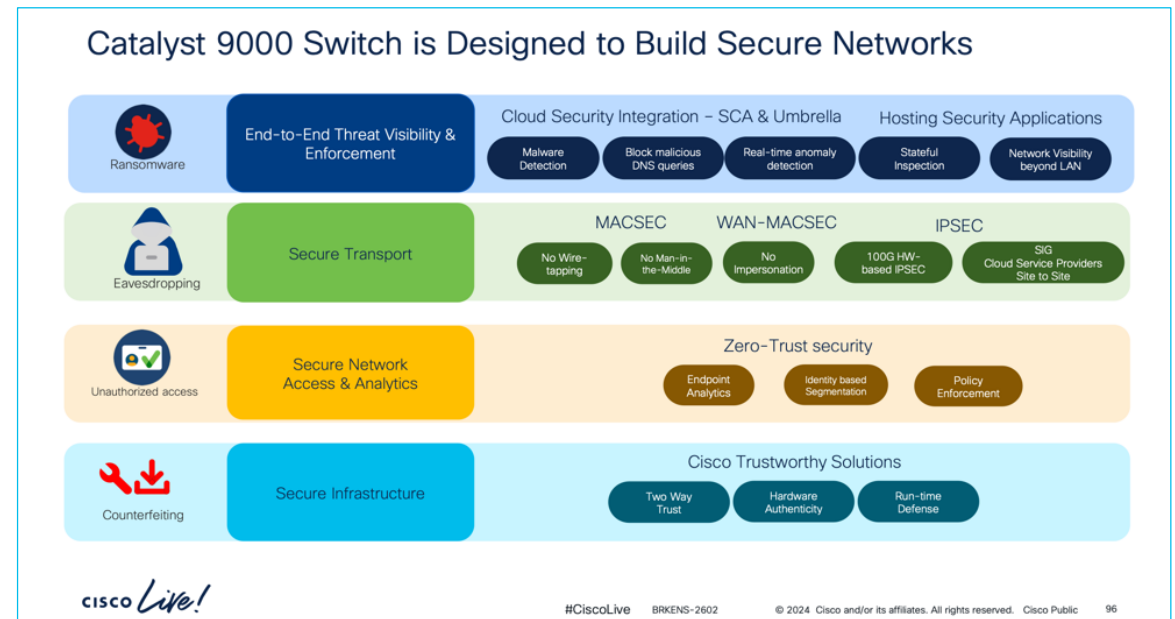 Catalyst 9000 Switch is Designed to Build Secure Networks
Ransomware
End-to-End Threat Visibility &
Enforcement
Cloud Security Integration – SCA & Umbrella
Hosting Security Applications
Malware
Detection
Block malicious
DNS queries
Real-time anomaly
detection
Stateful
Inspection
Network Visibility
beyond LAN
Eavesdropping
Secure Transport
MACSEC
WAN-MACSEC
IPSEC
No Wire-
tapping
No Man-in-
the-Middle
No
Impersonation
100G HW-
based IPSEC
SIG
Cloud Service Providers
Site to Site
Unauthorized access
Secure Network
Access & Analytics
Zero-Trust security
Endpoint
Analytics
Identity based
Segmentation
Policy
Enforcement
Counterfeiting
Secure Infrastructure
Cisco Trustworthy Solutions
Two Way
Trust
Hardware
Authenticity
Run-time
Defense
CISCO Live!
#CiscoLive BRKENS-2602 © 2024 Cisco and/or its affiliates. All rights reserved. Cisco Public 96